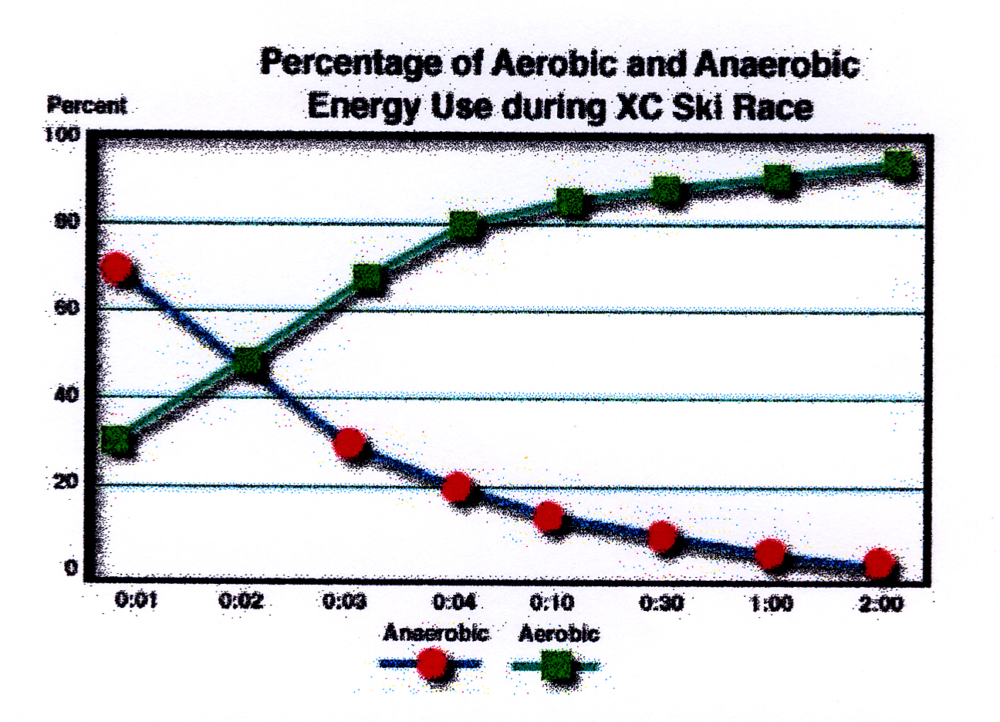 Percentage of Aerobic and Anaerobic
Energy Use during XC Ski Race
Percent
100
80
60
40
20
0
0:01 0:02 0:03 0:04 0:10 0:30 1:00 2:00
Anaerobic Aerobic